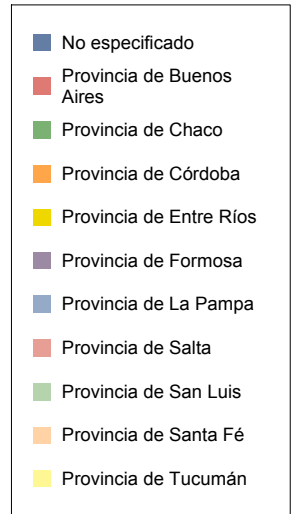 No especificado
Provincia de Buenos
Aires
Provincia de Chaco
Provincia de Córdoba
Provincia de Entre Ríos
Provincia de Formosa
Provincia de La Pampa
Provincia de Salta
Provincia de San Luis
Provincia de Santa Fé
Provincia de Tucumán